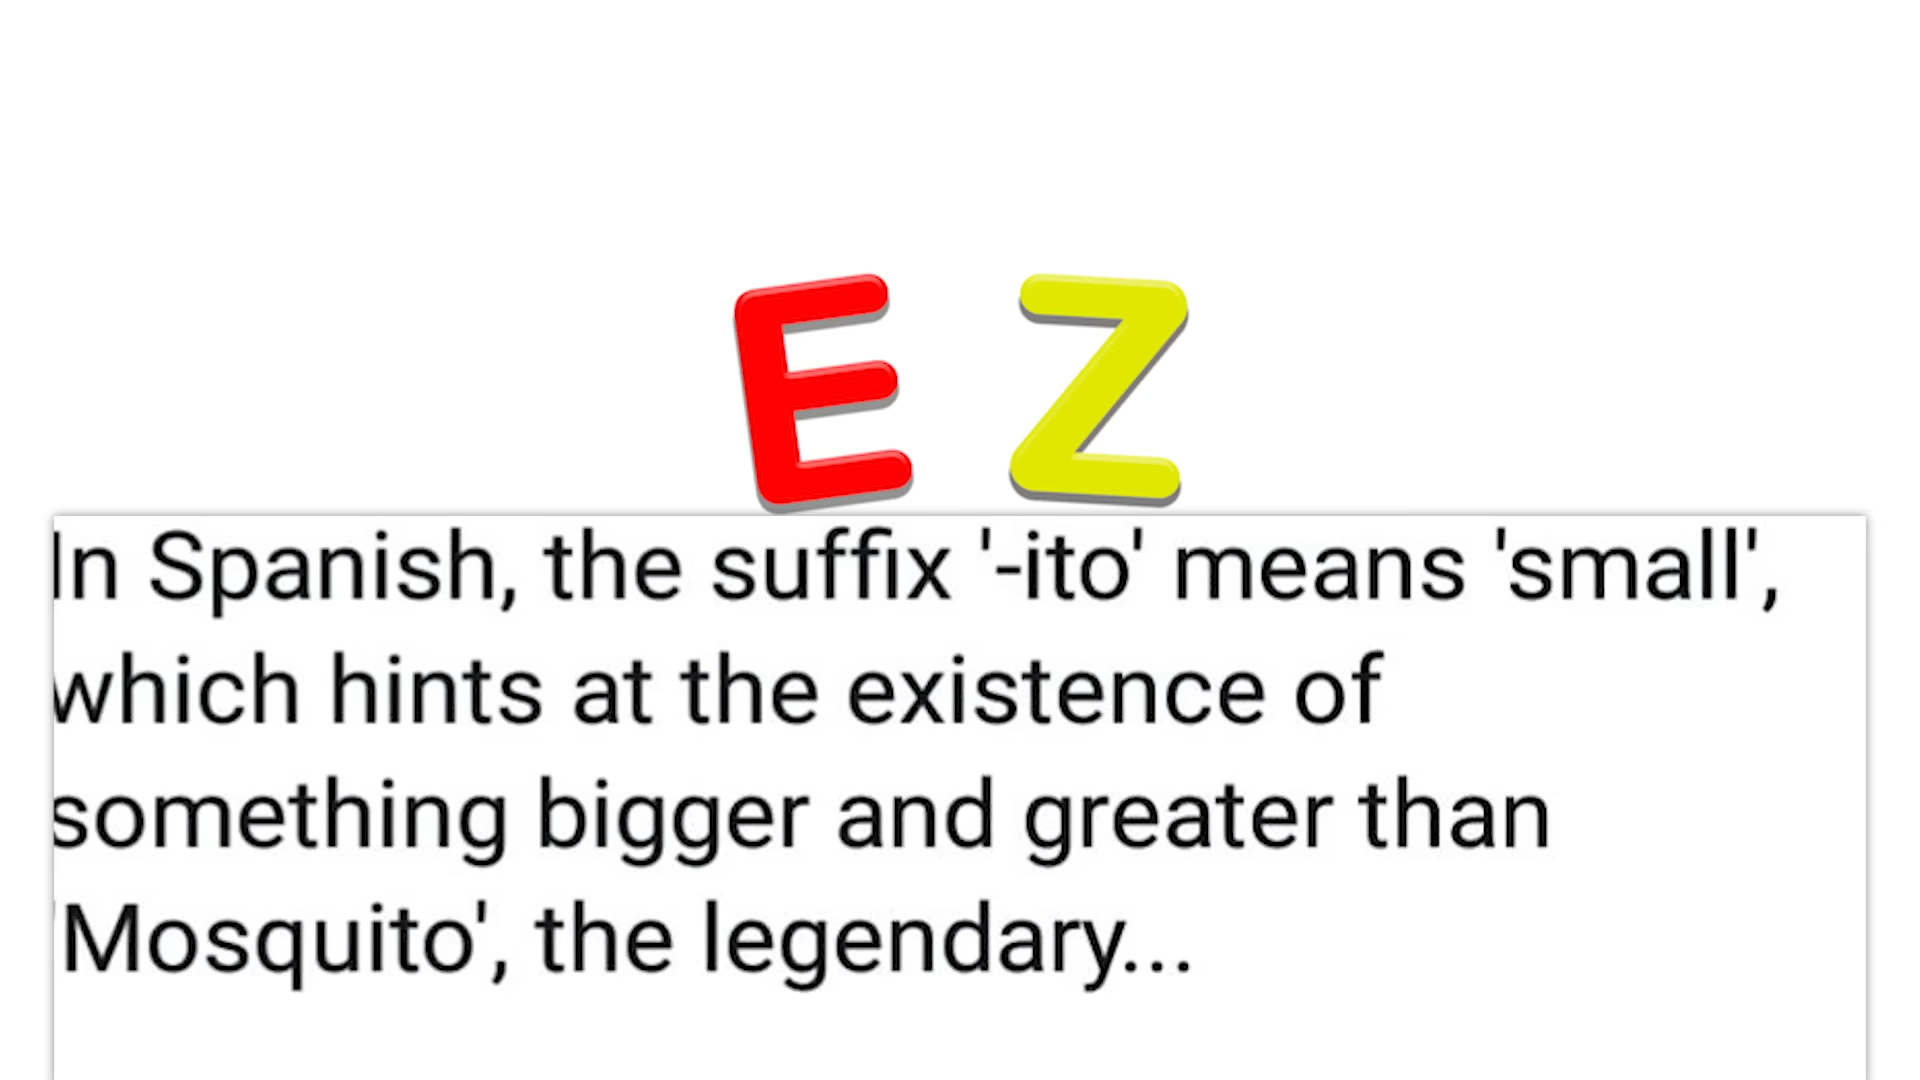 E Z
In Spanish, the suffix '-ito' means 'small',
which hints at the existence of
something bigger and greater than
'Mosquito', the legendary...